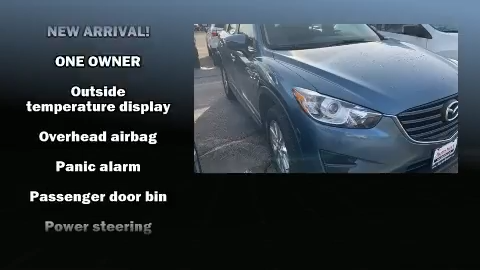 NEW ARRIVAL!
ONE OWNER
Outside
temperature display
Overhead airbag
Panic alarm
Passenger door bin
Power steering